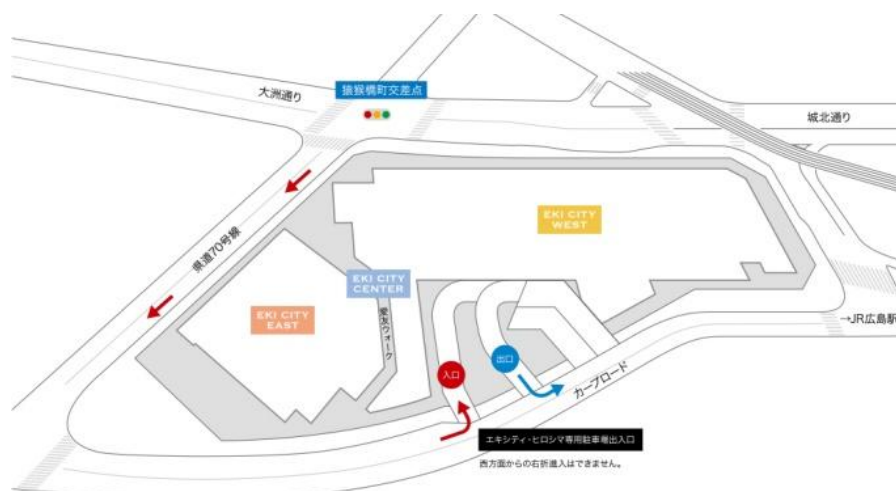 猿猴橋町交差点
大洲通り
城北通り
県道70号線
EKI CITY
WEST
EKI CITY
CENTER
EKI CITY
EAST
愛友ウォーク
→JR広島駅
出口
入口
カープロード
エキシティ・ヒロシマ専用駐車場出入口
西方面からの右折進入はできません。